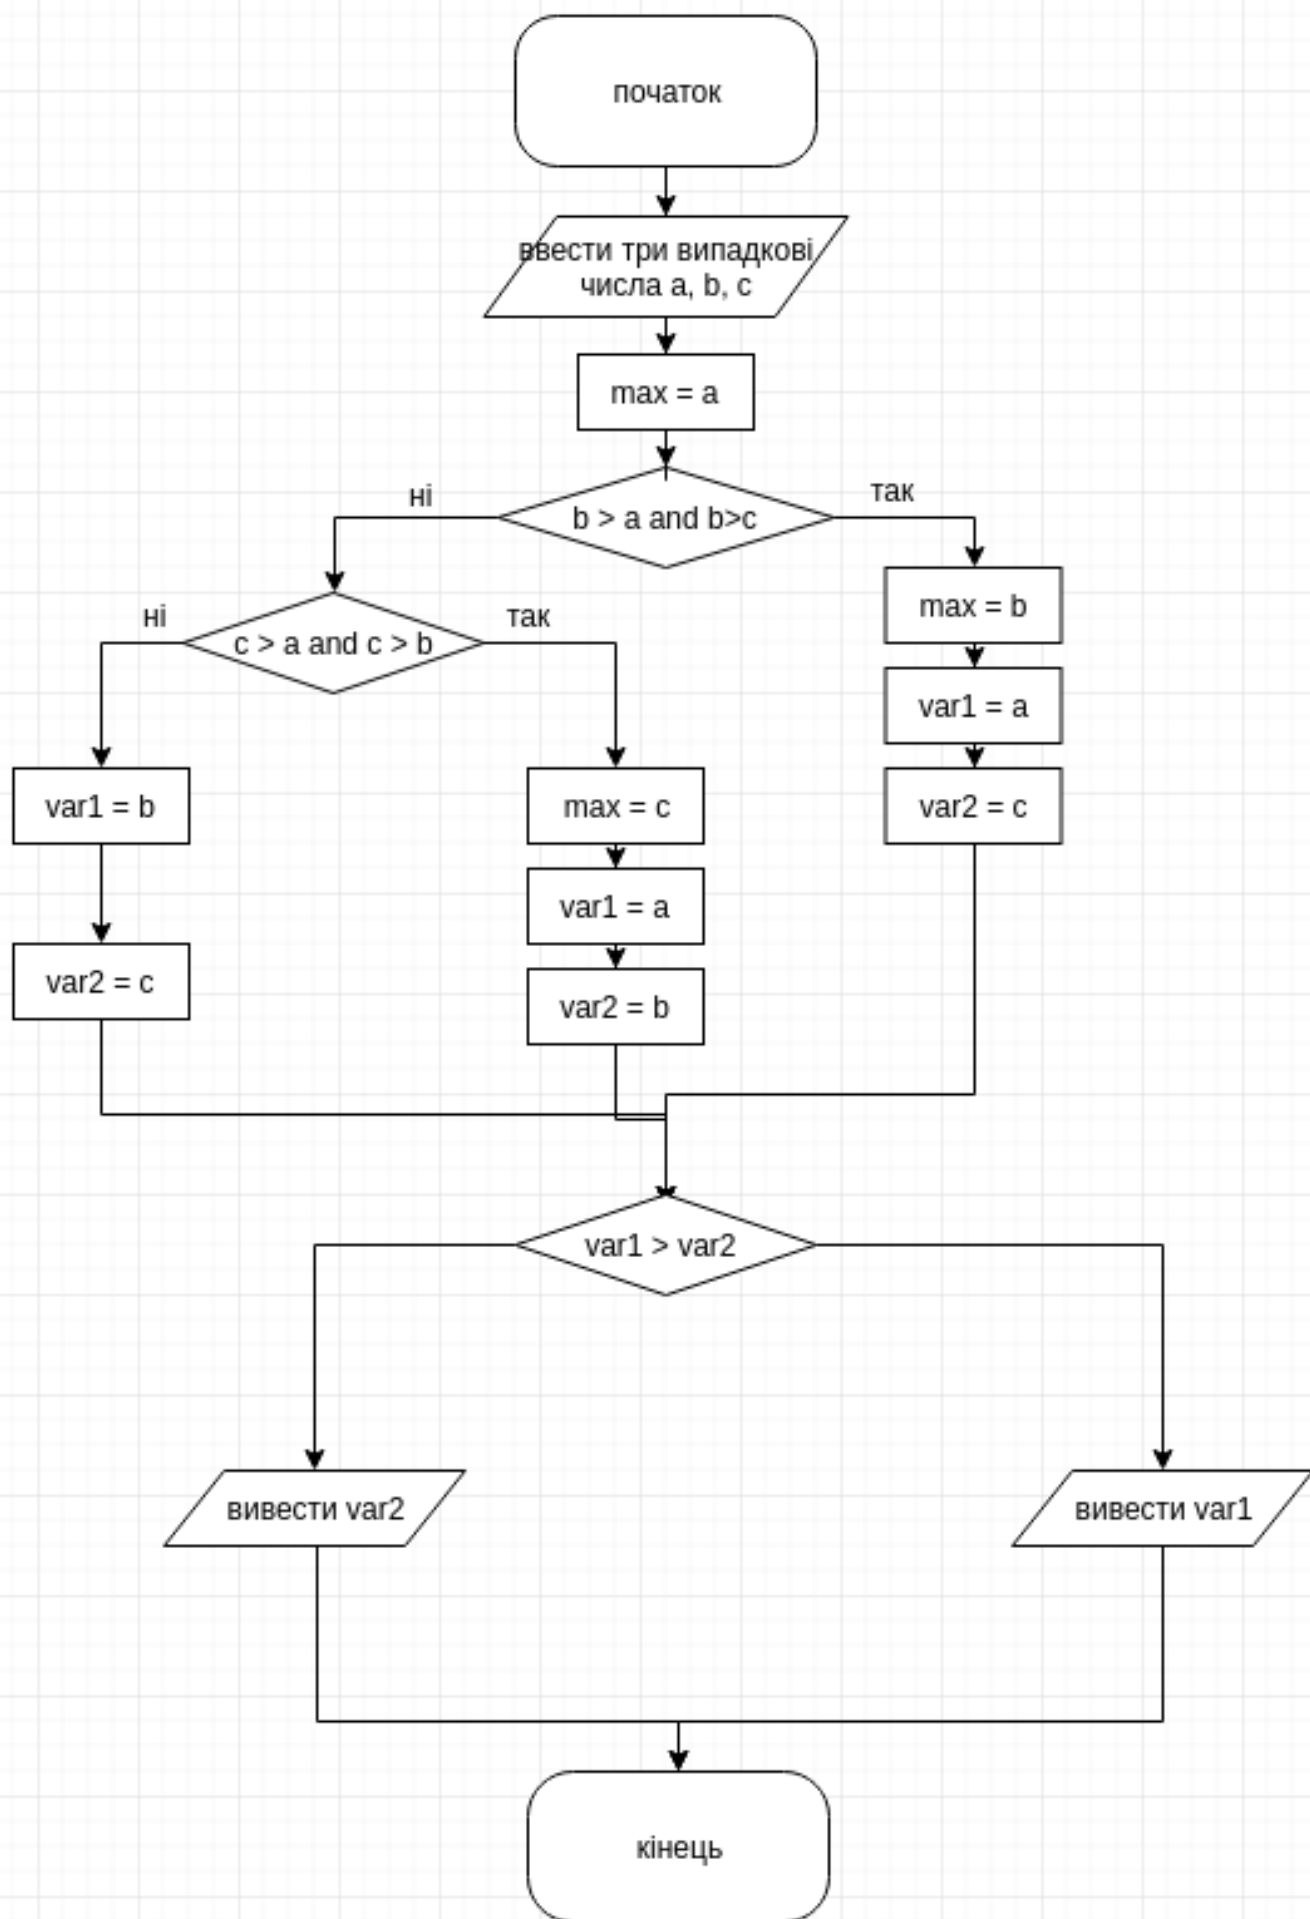 початок
ввести три випадкові
числа a, b, c
max = a
ні
так
b > a and b>c
max = b
var1 = a
var2 = c
ні
так
c > a and c > b
var1 = b
var2 = c
max = c
var1 = a
var2 = b
var1 > var2
вивести var2
вивести var1
кінець